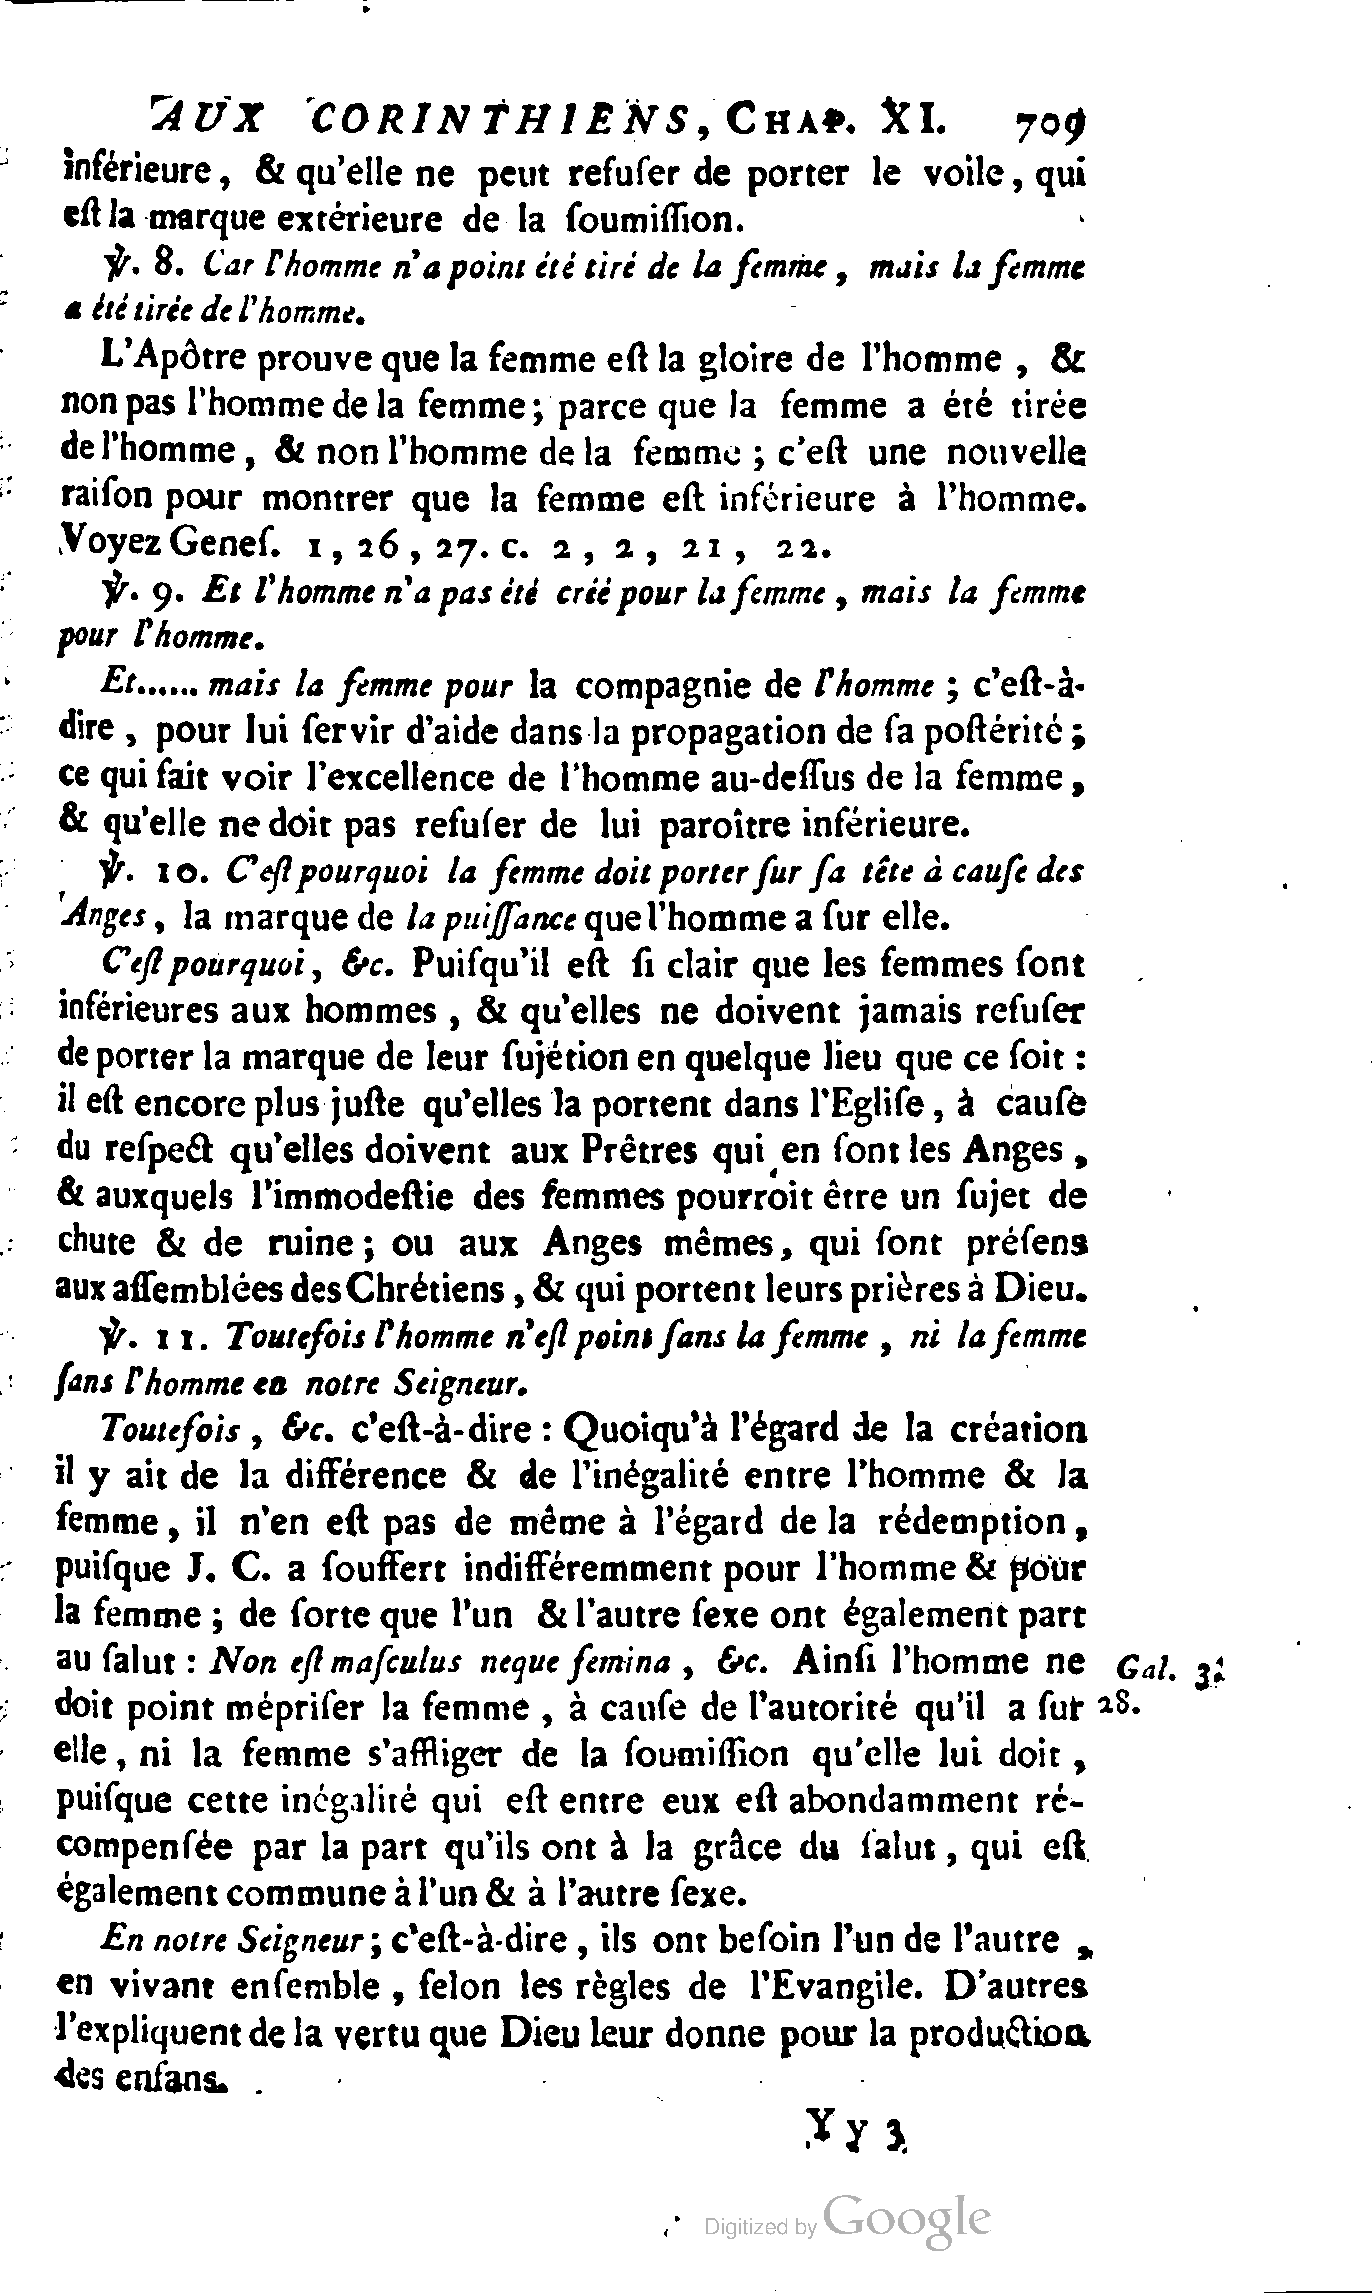 AUX CORINTHIENS, CHAP. XI. 709
inférieure, & qu'elle ne peut refuſer de porter le voile, qui
eſt la marque extérieure de la ſoumiſſion.
℣. 8. Car l'homme n'a point été tiré de la femme, mais la femme
a été tirée de l'homme.
L'Apôtre prouve que la femme eſt la gloire de l'homme, &
non pas l'homme de la femme; parce que la femme a été tirée
de l'homme, & non l'homme de la femme; c'eſt une nouvelle
raiſon pour montrer que la femme eſt inférieure à l'homme.
Voyez Geneſ. 1, 26, 27. c. 2, 2, 21, 22.
℣. 9. Et l'homme n'a pas été créé pour la femme, mais la femme
pour l'homme.
Et...... mais la femme pour la compagnie de l'homme; c'eſt-à-
dire, pour lui ſervir d'aide dans la propagation de ſa poſtérité;
ce qui fait voir l'excellence de l'homme au-deſſus de la femme,
& qu'elle ne doit pas refuſer de lui paroître inférieure.
℣. 10. C'eſt pourquoi la femme doit porter ſur ſa tête à cauſe des
Anges, la marque de la puiſſance que l'homme a ſur elle.
C'eſt pourquoi, &c. Puiſqu'il eſt ſi clair que les femmes ſont
inférieures aux hommes, & qu'elles ne doivent jamais refuſer
de porter la marque de leur ſujétion en quelque lieu que ce ſoit:
il eſt encore plus juſte qu'elles la portent dans l'Egliſe, à cauſe
du reſpect qu'elles doivent aux Prêtres qui en ſont les Anges,
& auxquels l'immodeſtie des femmes pourroit être un ſujet de
chute & de ruine; ou aux Anges mêmes, qui ſont préſens
aux aſſemblées des Chrétiens, & qui portent leurs prières à Dieu.
℣. 11. Toutefois l'homme n'eſt point ſans la femme, ni la femme
ſans l'homme en notre Seigneur.
Toutefois, &c. c'eſt-à-dire: Quoiqu'à l'égard de la création
il y ait de la différence & de l'inégalité entre l'homme & la
femme, il n'en eſt pas de même à l'égard de la rédemption,
puiſque J. C. a ſouffert indifféremment pour l'homme & pour
la femme; de ſorte que l'un & l'autre ſexe ont également part
au ſalut: Non eſt maſculus neque femina, &c. Ainſi l'homme ne Gal. 3.
doit point mépriſer la femme, à cauſe de l'autorité qu'il a ſur 28.
elle, ni la femme s'affliger de la ſoumiſſion qu'elle lui doit,
puiſque cette inégalité qui eſt entre eux eſt abondamment ré-
compenſée par la part qu'ils ont à la grâce du ſalut, qui eſt
également commune à l'un & à l'autre ſexe.
En notre Seigneur; c'eſt-à-dire, ils ont beſoin l'un de l'autre,
en vivant enſemble, ſelon les règles de l'Evangile. D'autres
l'expliquent de la vertu que Dieu leur donne pour la production
des enfans.
Y y 3
Digitized by Google